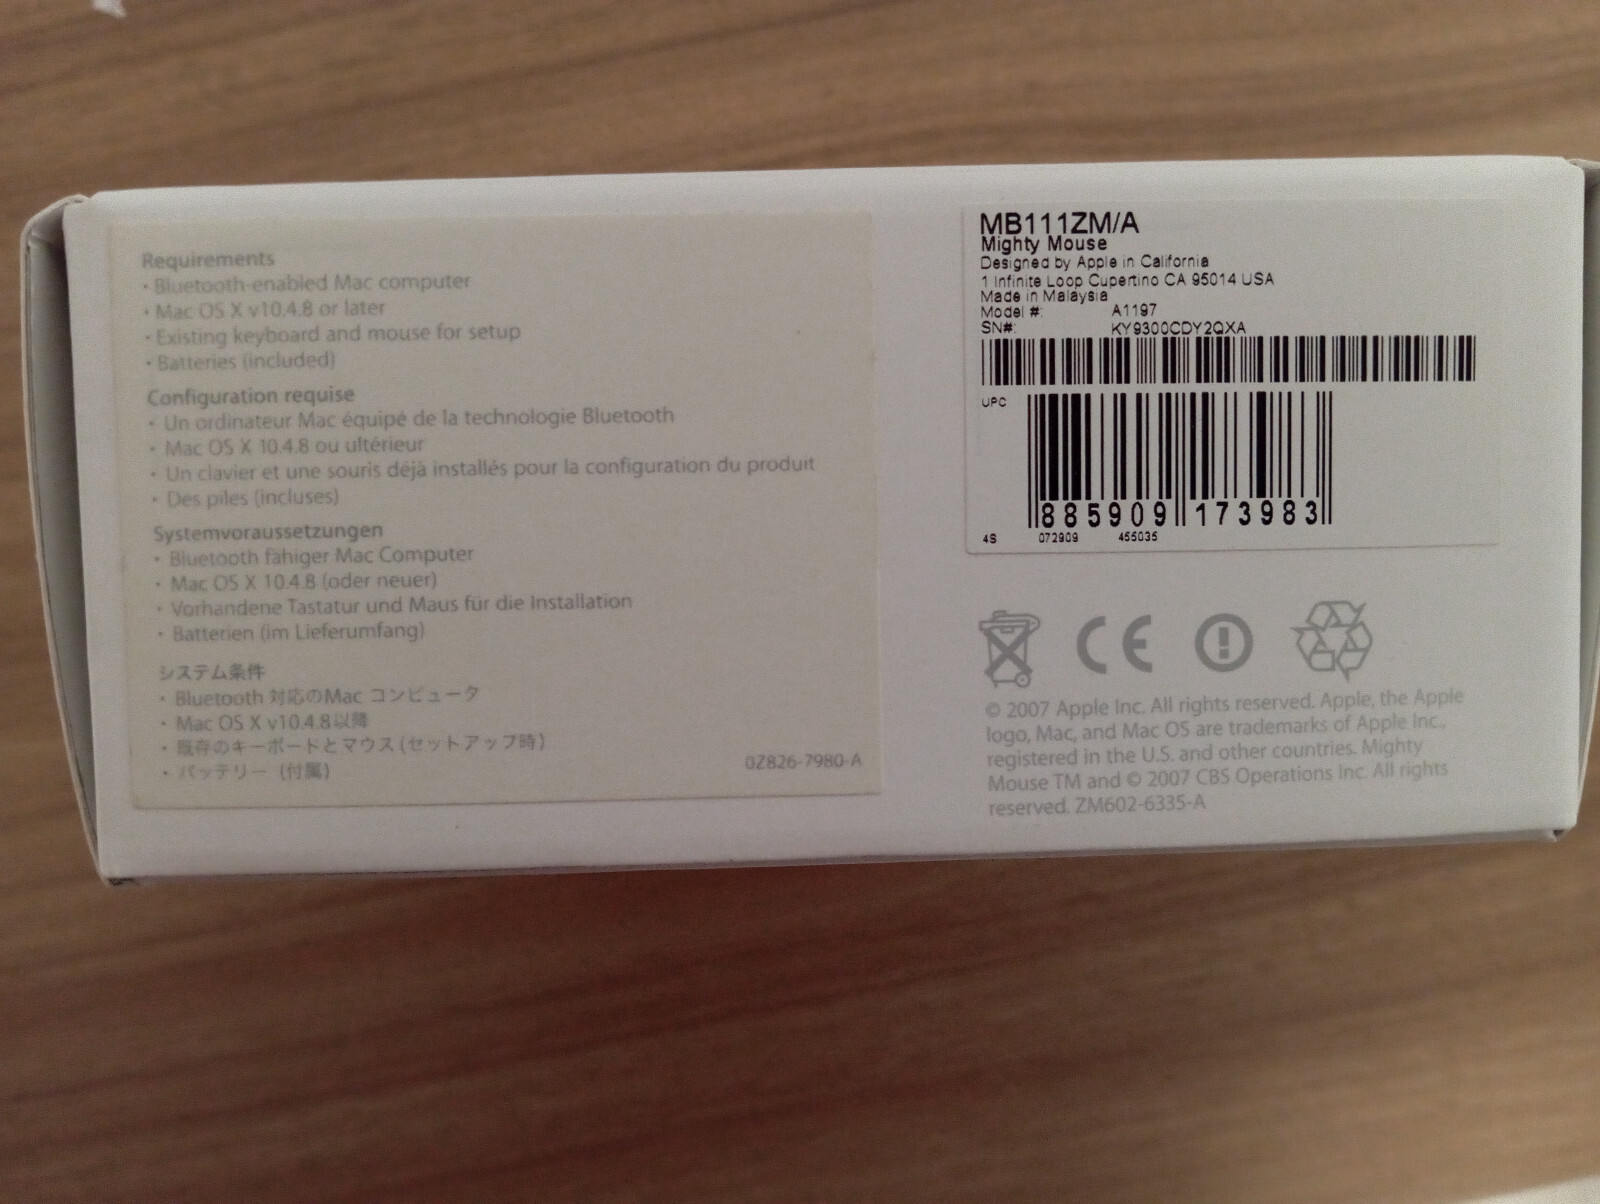 Requirements
· Bluetooth-enabled Mac computer
· Mac OS X v10.4.8 or later
· Existing keyboard and mouse for setup
· Batteries (included)
Configuration requise
· Un ordinateur Mac équipé de la technologie Bluetooth
· Mac OS X 10.4.8 ou ultérieur
· Un clavier et une souris déjà installés pour la configuration du produit
· Des piles (incluses)
Systemvoraussetzungen
· Bluetooth fähiger Mac Computer
· Mac OS X 10.4.8 (oder neuer)
· Vorhandene Tastatur und Maus für die Installation
· Batterien (im Lieferumfang)
システム条件
· Bluetooth 対応のMac コンピュータ
· Mac OS X v10.4.8以降
· 既存のキーボードとマウス (セットアップ時)
· バッテリー (付属)
0Z826-7980-A
MB111ZM/A
Mighty Mouse
Designed by Apple in California
1 Infinite Loop Cupertino CA 95014 USA
Made in Malaysia
Model #: A1197
SN#: KY9300CDY2QXA
UPC
885909 173983
4S 072909 455035
CE
© 2007 Apple Inc. All rights reserved. Apple, the Apple
logo, Mac, and Mac OS are trademarks of Apple Inc.,
registered in the U.S. and other countries. Mighty
Mouse TM and © 2007 CBS Operations Inc. All rights
reserved. ZM602-6335-A